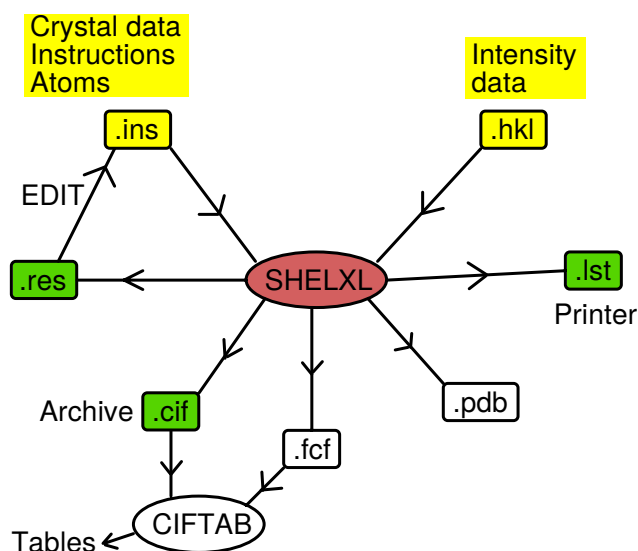 Crystal data
Instructions
Atoms
Intensity
data
.ins
.hkl
EDIT
.res
SHELXL
.lst
Printer
Archive
.cif
.pdb
.fcf
CIFTAB
Tables